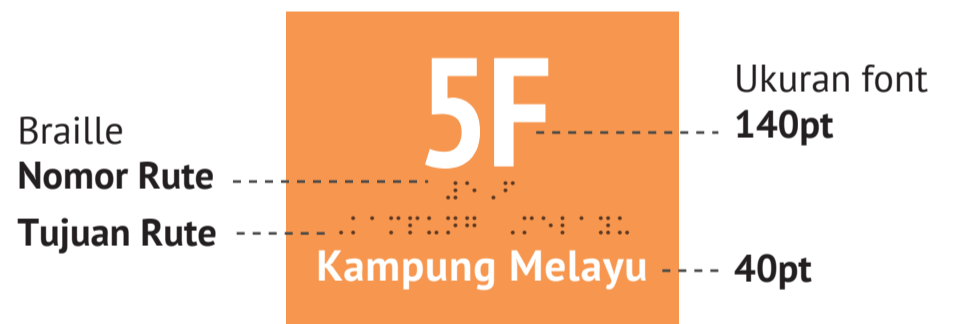 Braille
Nomor Rute
Tujuan Rute
5F
⠼⠑⠠⠋
⠠⠅⠁⠍⠏⠥⠝⠛ ⠠⠍⠑⠇⠁⠽⠥
Kampung Melayu
Ukuran font
140pt
40pt